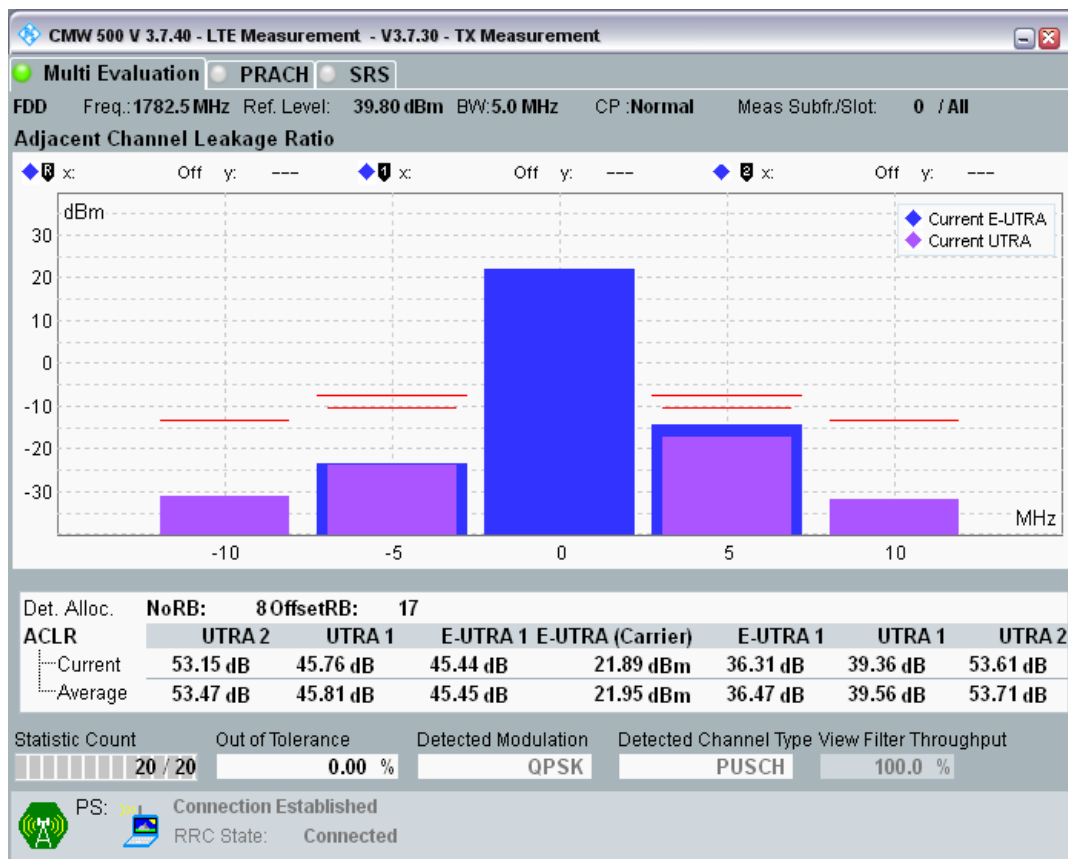 CMW 500 V 3.7.40 - LTE Measurement - V3.7.30 - TX Measurement
Multi Evaluation PRACH SRS
FDD Freq.:1782.5 MHz Ref. Level: 39.80 dBm BW:5.0 MHz CP :Normal Meas Subfr./Slot: 0 / All
Adjacent Channel Leakage Ratio
R x: Off y: --- 1 x: Off y: --- 2 x: Off y: ---
dBm
Current E-UTRA
Current UTRA
30
20
10
0
-10
-20
-30
MHz
-10 -5 0 5 10
Det. Alloc. NoRB: 8 OffsetRB: 17
ACLR UTRA 2 UTRA 1 E-UTRA 1 E-UTRA (Carrier) E-UTRA 1 UTRA 1 UTRA 2
Current 53.15 dB 45.76 dB 45.44 dB 21.89 dBm 36.31 dB 39.36 dB 53.61 dB
Average 53.47 dB 45.81 dB 45.45 dB 21.95 dBm 36.47 dB 39.56 dB 53.71 dB
Statistic Count Out of Tolerance Detected Modulation Detected Channel Type View Filter Throughput
20 / 20 0.00 % QPSK PUSCH 100.0 %
PS: Connection Established
RRC State: Connected